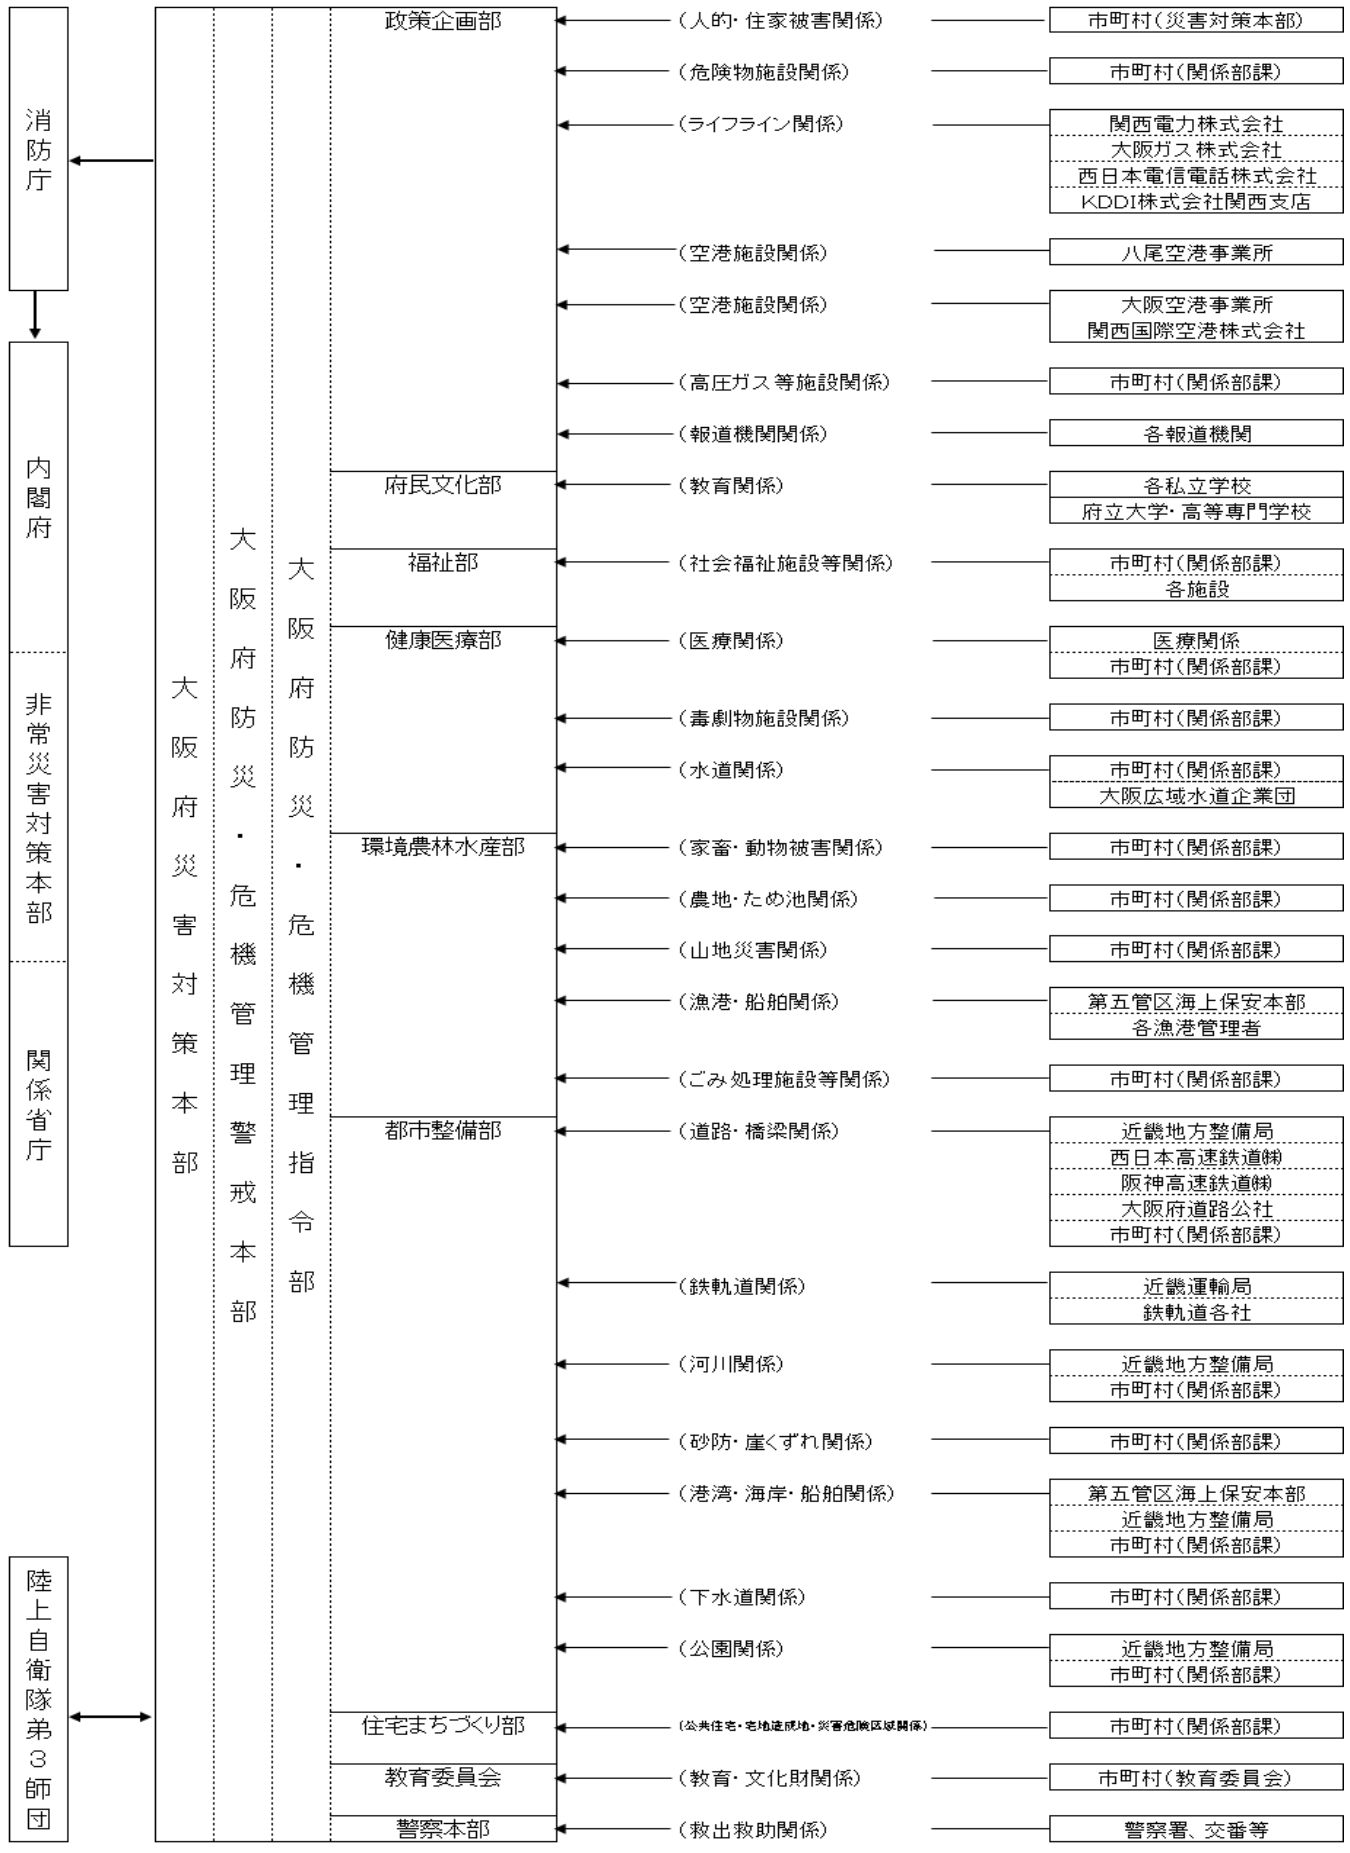 消防庁
内閣府
非常災害対策本部
関係省庁
陸上自衛隊弟3師団
大阪府災害対策本部
大阪府防災・危機管理警戒本部
大阪府防災・危機管理指令部
政策企画部
(人的・住家被害関係)
市町村(災害対策本部)
(危険物施設関係)
市町村(関係部課)
(ライフライン関係)
関西電力株式会社
大阪ガス株式会社
西日本電信電話株式会社
KDDI株式会社関西支店
(空港施設関係)
八尾空港事業所
(空港施設関係)
大阪空港事業所
関西国際空港株式会社
(高圧ガス等施設関係)
市町村(関係部課)
(報道機関関係)
各報道機関
府民文化部
(教育関係)
各私立学校
府立大学・高等専門学校
福祉部
(社会福祉施設等関係)
市町村(関係部課)
各施設
健康医療部
(医療関係)
医療関係
市町村(関係部課)
(毒劇物施設関係)
市町村(関係部課)
(水道関係)
市町村(関係部課)
大阪広域水道企業団
環境農林水産部
(家畜・動物被害関係)
市町村(関係部課)
(農地・ため池関係)
市町村(関係部課)
(山地災害関係)
市町村(関係部課)
(漁港・船舶関係)
第五管区海上保安本部
各漁港管理者
(ごみ処理施設等関係)
市町村(関係部課)
都市整備部
(道路・橋梁関係)
近畿地方整備局
西日本高速鉄道㈱
阪神高速鉄道㈱
大阪府道路公社
市町村(関係部課)
(鉄軌道関係)
近畿運輸局
鉄軌道各社
(河川関係)
近畿地方整備局
市町村(関係部課)
(砂防・崖くずれ関係)
市町村(関係部課)
(港湾・海岸・船舶関係)
第五管区海上保安本部
近畿地方整備局
市町村(関係部課)
(下水道関係)
市町村(関係部課)
(公園関係)
近畿地方整備局
市町村(関係部課)
住宅まちづくり部
(公共住宅・宅地造成地・災害危険区域関係)
市町村(関係部課)
教育委員会
(教育・文化財関係)
市町村(教育委員会)
警察本部
(救出救助関係)
警察署、交番等